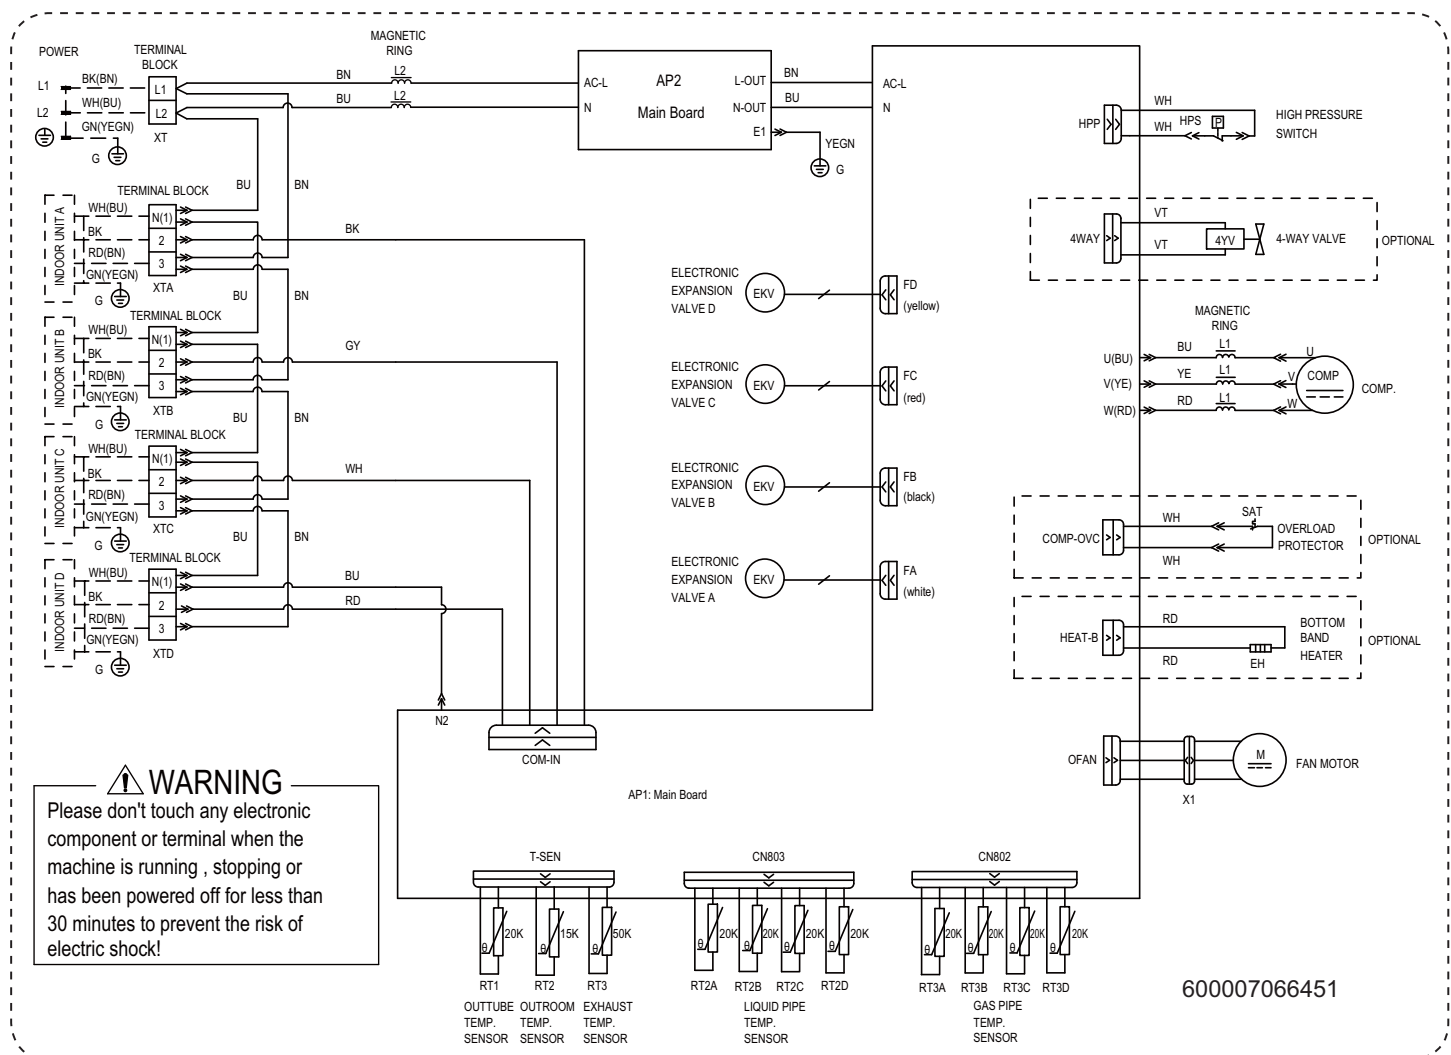 POWER
TERMINAL
BLOCK
L1
BK(BN)
L1
L2
WH(BU)
L2
GN(YEGN)
G
XT
MAGNETIC
RING
BN
L2
BU
L2
AC-L
AP2
L-OUT
N
Main Board
N-OUT
E1
BN
BU
YEGN
G
AC-L
N
BU
BN
INDOOR UNIT A
TERMINAL BLOCK
WH(BU)
N(1)
BK
2
RD(BN)
3
GN(YEGN)
G
XTA
BK
BU
BN
INDOOR UNIT B
TERMINAL BLOCK
WH(BU)
N(1)
BK
2
RD(BN)
3
GN(YEGN)
G
XTB
GY
BU
BN
INDOOR UNIT C
TERMINAL BLOCK
WH(BU)
N(1)
BK
2
RD(BN)
3
GN(YEGN)
G
XTC
WH
BU
BN
INDOOR UNIT D
TERMINAL BLOCK
WH(BU)
N(1)
BK
2
RD(BN)
3
GN(YEGN)
G
XTD
BU
RD
N2
COM-IN
ELECTRONIC
EXPANSION
VALVE D
EKV
FD
(yellow)
ELECTRONIC
EXPANSION
VALVE C
EKV
FC
(red)
ELECTRONIC
EXPANSION
VALVE B
EKV
FB
(black)
ELECTRONIC
EXPANSION
VALVE A
EKV
FA
(white)
HPP
WH
WH
HPS
P
HIGH PRESSURE
SWITCH
4WAY
VT
VT
4YV
4-WAY VALVE
OPTIONAL
MAGNETIC
RING
U(BU)
BU
L1
U
V(YE)
YE
L1
V
W(RD)
RD
L1
W
COMP
COMP.
COMP-OVC
WH
WH
SAT
OVERLOAD
PROTECTOR
OPTIONAL
HEAT-B
RD
RD
EH
BOTTOM
BAND
HEATER
OPTIONAL
OFAN
X1
M
FAN MOTOR
AP1: Main Board
WARNING
Please don't touch any electronic
component or terminal when the
machine is running , stopping or
has been powered off for less than
30 minutes to prevent the risk of
electric shock!
T-SEN
θ
20K
θ
15K
θ
50K
RT1
RT2
RT3
OUTTUBE
TEMP.
SENSOR
OUTROOM
TEMP.
SENSOR
EXHAUST
TEMP.
SENSOR
CN803
θ
20K
θ
20K
θ
20K
θ
20K
RT2A
RT2B
RT2C
RT2D
LIQUID PIPE
TEMP.
SENSOR
CN802
θ
20K
θ
20K
θ
20K
θ
20K
RT3A
RT3B
RT3C
RT3D
GAS PIPE
TEMP.
SENSOR
600007066451